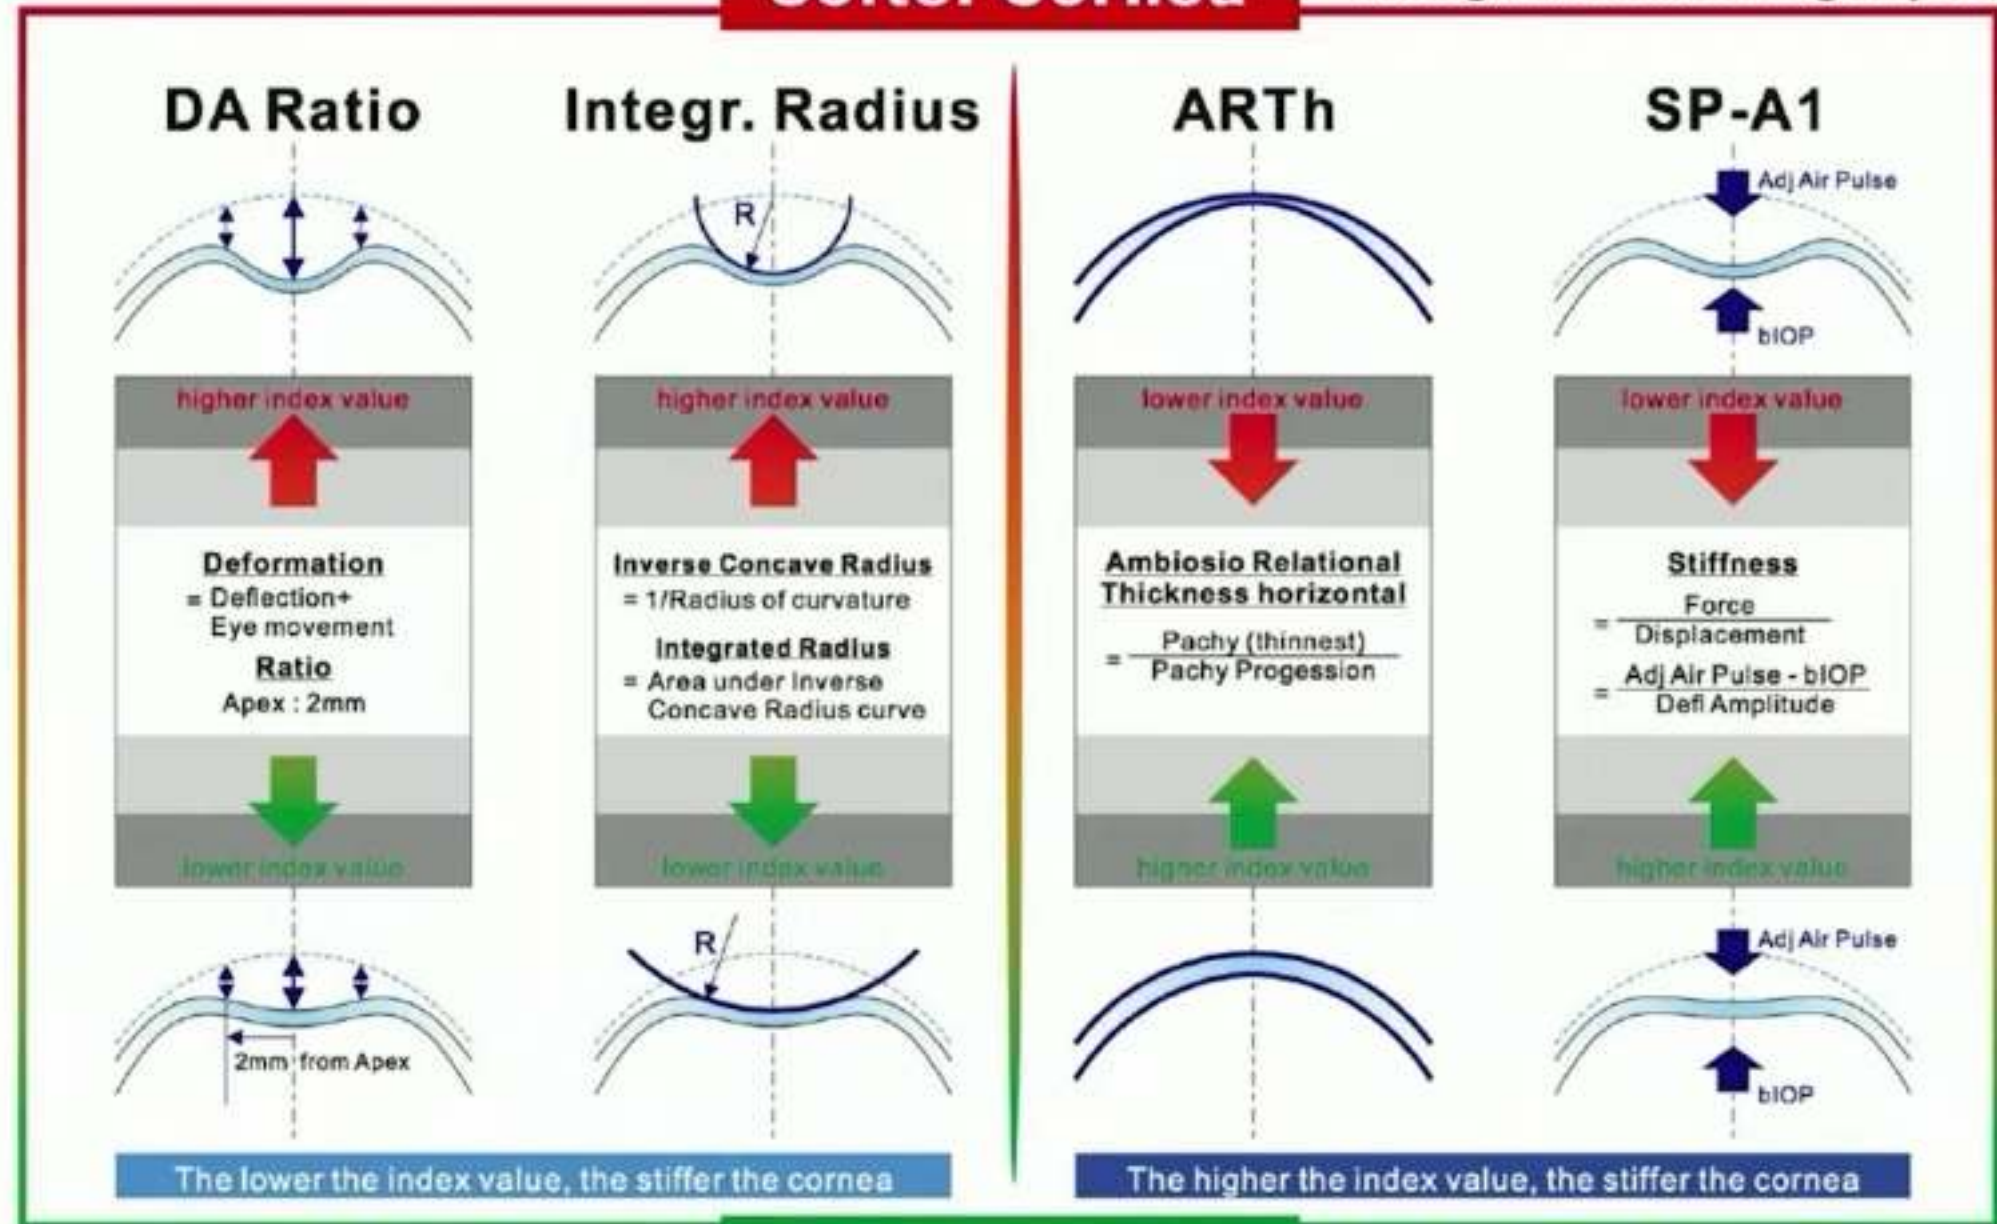 DA Ratio
Integr. Radius
ARTh
SP-A1
R
Adj Air Pulse
bIOP
higher index value
higher index value
lower index value
lower index value
Deformation
= Deflection+
Eye movement
Ratio
Apex : 2mm
Inverse Concave Radius
= 1/Radius of curvature
Integrated Radius
= Area under Inverse
Concave Radius curve
Ambiosio Relational
Thickness horizontal
= Pachy (thinnest)
Pachy Progession
Stiffness
= Force
Displacement
= Adj Air Pulse - bIOP
Defl Amplitude
lower index value
lower index value
higher index value
higher index value
2mm from Apex
R
Adj Air Pulse
bIOP
The lower the index value, the stiffer the cornea
The higher the index value, the stiffer the cornea